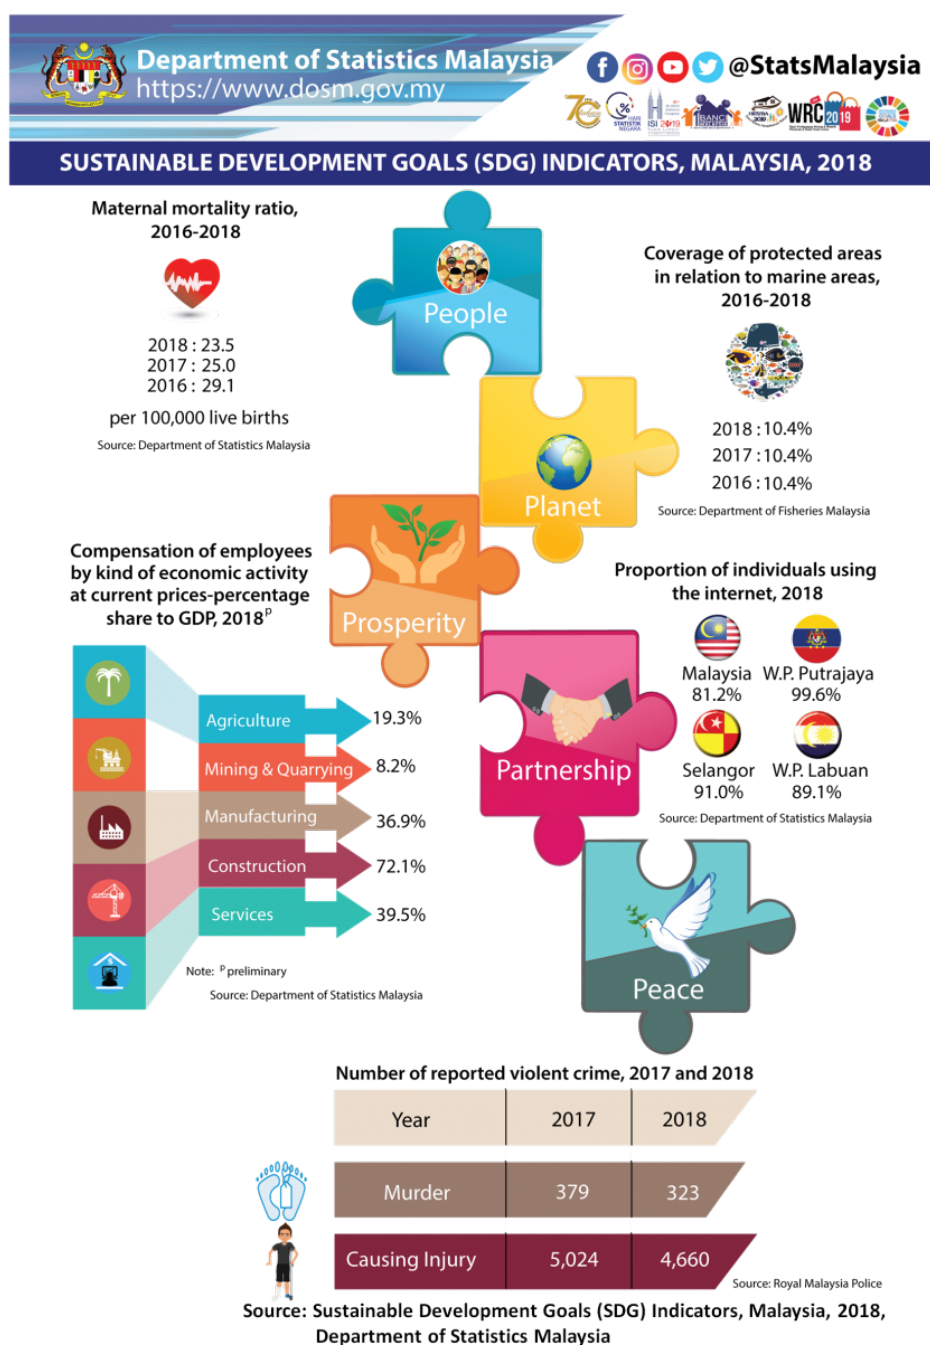 Department of Statistics Malaysia
https://www.dosm.gov.my
@StatsMalaysia
HARI
STATISTIK
NEGARA
ISI 2019
BANCI
WRC
2019
SUSTAINABLE DEVELOPMENT GOALS (SDG) INDICATORS, MALAYSIA, 2018
Maternal mortality ratio,
2016-2018
2018 : 23.5
2017 : 25.0
2016 : 29.1
per 100,000 live births
Source: Department of Statistics Malaysia
People
Coverage of protected areas
in relation to marine areas,
2016-2018
2018 : 10.4%
2017 : 10.4%
2016 : 10.4%
Source: Department of Fisheries Malaysia
Planet
Compensation of employees
by kind of economic activity
at current prices-percentage
share to GDP, 2018p
Prosperity
Agriculture 19.3%
Mining & Quarrying 8.2%
Manufacturing 36.9%
Construction 72.1%
Services 39.5%
Note: p preliminary
Source: Department of Statistics Malaysia
Proportion of individuals using
the internet, 2018
Malaysia W.P. Putrajaya
81.2% 99.6%
Selangor W.P. Labuan
91.0% 89.1%
Source: Department of Statistics Malaysia
Partnership
Peace
Number of reported violent crime, 2017 and 2018
Year 2017 2018
Murder 379 323
Causing Injury 5,024 4,660
Source: Royal Malaysia Police
Source: Sustainable Development Goals (SDG) Indicators, Malaysia, 2018,
Department of Statistics Malaysia